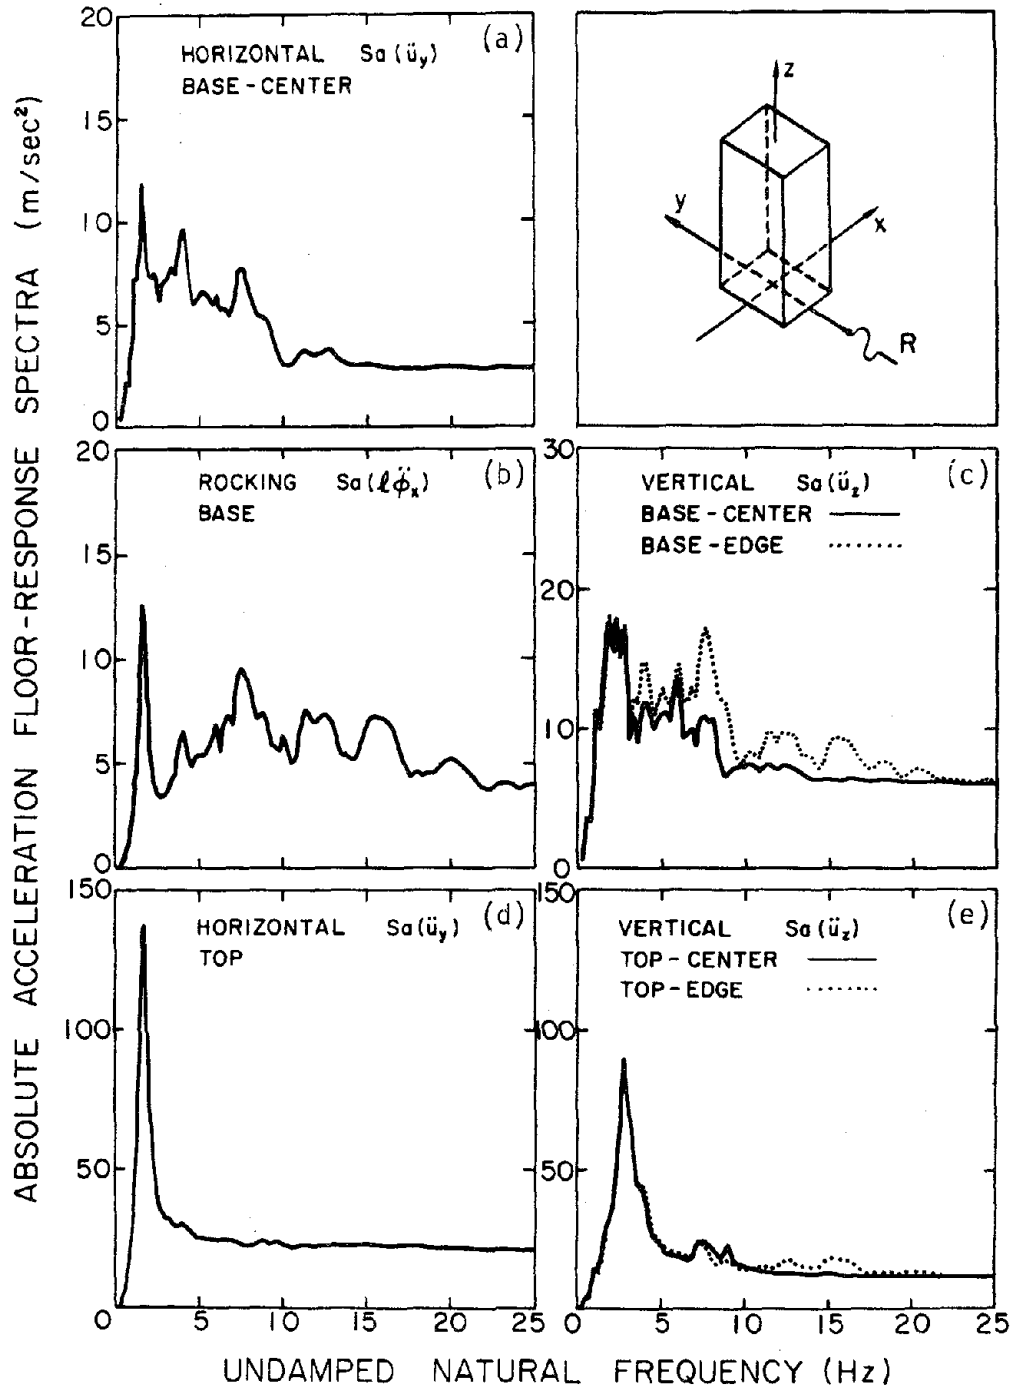 ABSOLUTE ACCELERATION FLOOR-RESPONSE SPECTRA (m/sec²)
20
15
10
5
0
HORIZONTAL Sa(üy) (a)
BASE-CENTER
z
y
x
R
20
15
10
5
0
ROCKING Sa(ℓϕ̈x) (b)
BASE
30
20
10
0
VERTICAL Sa(üz) (c)
BASE-CENTER
BASE-EDGE
150
100
50
0
HORIZONTAL Sa(üy) (d)
TOP
0 5 10 15 20 25
150
100
50
VERTICAL Sa(üz) (e)
TOP-CENTER
TOP-EDGE
0 5 10 15 20 25
UNDAMPED NATURAL FREQUENCY (Hz)